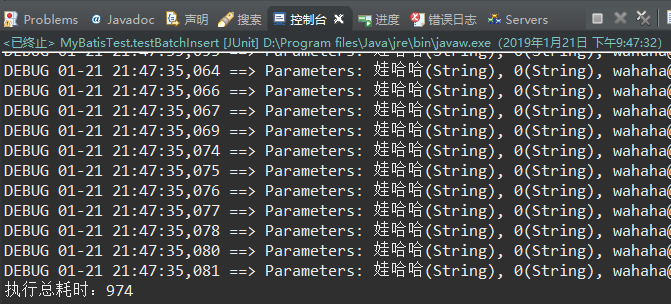 Problems @ Javadoc 声明 搜索 控制台 进度 错误日志 Servers
<已终止> MyBatisTest.testBatchInsert [JUnit] D:\Program files\Java\jre\bin\javaw.exe （2019年1月21日 下午9:47:32）
DEBUG 01-21 21:47:35,064 ==> Parameters: 娃哈哈(String), 0(String), wahaha@
DEBUG 01-21 21:47:35,066 ==> Parameters: 娃哈哈(String), 0(String), wahaha@
DEBUG 01-21 21:47:35,067 ==> Parameters: 娃哈哈(String), 0(String), wahaha@
DEBUG 01-21 21:47:35,069 ==> Parameters: 娃哈哈(String), 0(String), wahaha@
DEBUG 01-21 21:47:35,074 ==> Parameters: 娃哈哈(String), 0(String), wahaha@
DEBUG 01-21 21:47:35,075 ==> Parameters: 娃哈哈(String), 0(String), wahaha@
DEBUG 01-21 21:47:35,076 ==> Parameters: 娃哈哈(String), 0(String), wahaha@
DEBUG 01-21 21:47:35,077 ==> Parameters: 娃哈哈(String), 0(String), wahaha@
DEBUG 01-21 21:47:35,078 ==> Parameters: 娃哈哈(String), 0(String), wahaha@
DEBUG 01-21 21:47:35,080 ==> Parameters: 娃哈哈(String), 0(String), wahaha@
DEBUG 01-21 21:47:35,081 ==> Parameters: 娃哈哈(String), 0(String), wahaha@
执行总耗时：974